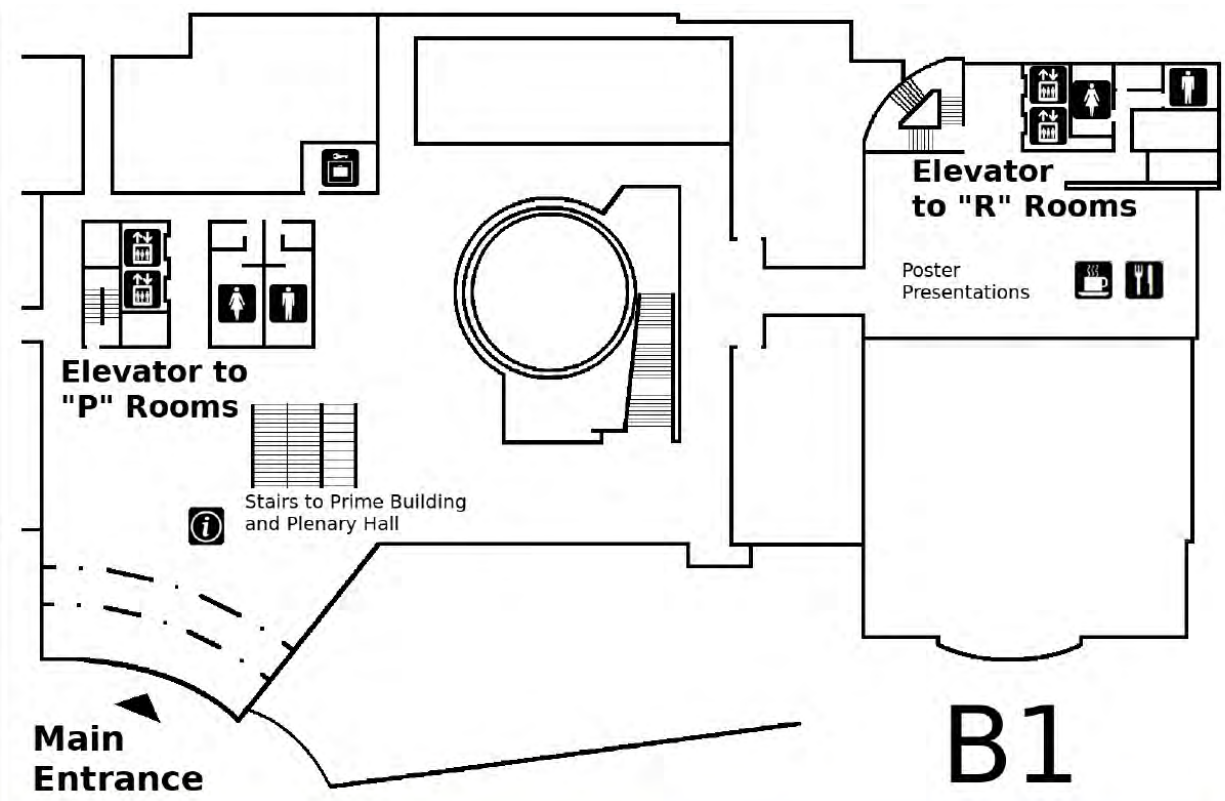 Elevator
to "R" Rooms
Poster
Presentations
Elevator to
"P" Rooms
Stairs to Prime Building
and Plenary Hall
i
Main
Entrance
B1